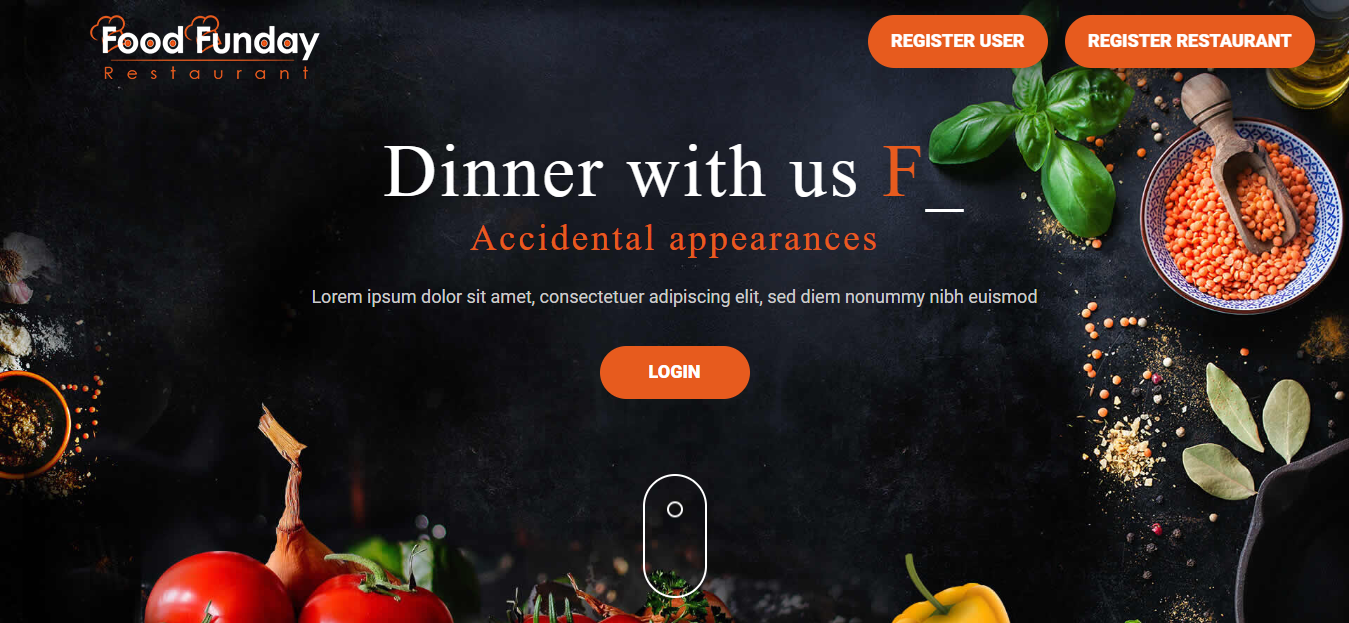 Food Funday
Restaurant
REGISTER USER
REGISTER RESTAURANT
Dinner with us F_
Accidental appearances
Lorem ipsum dolor sit amet, consectetuer adipiscing elit, sed diem nonummy nibh euismod
LOGIN